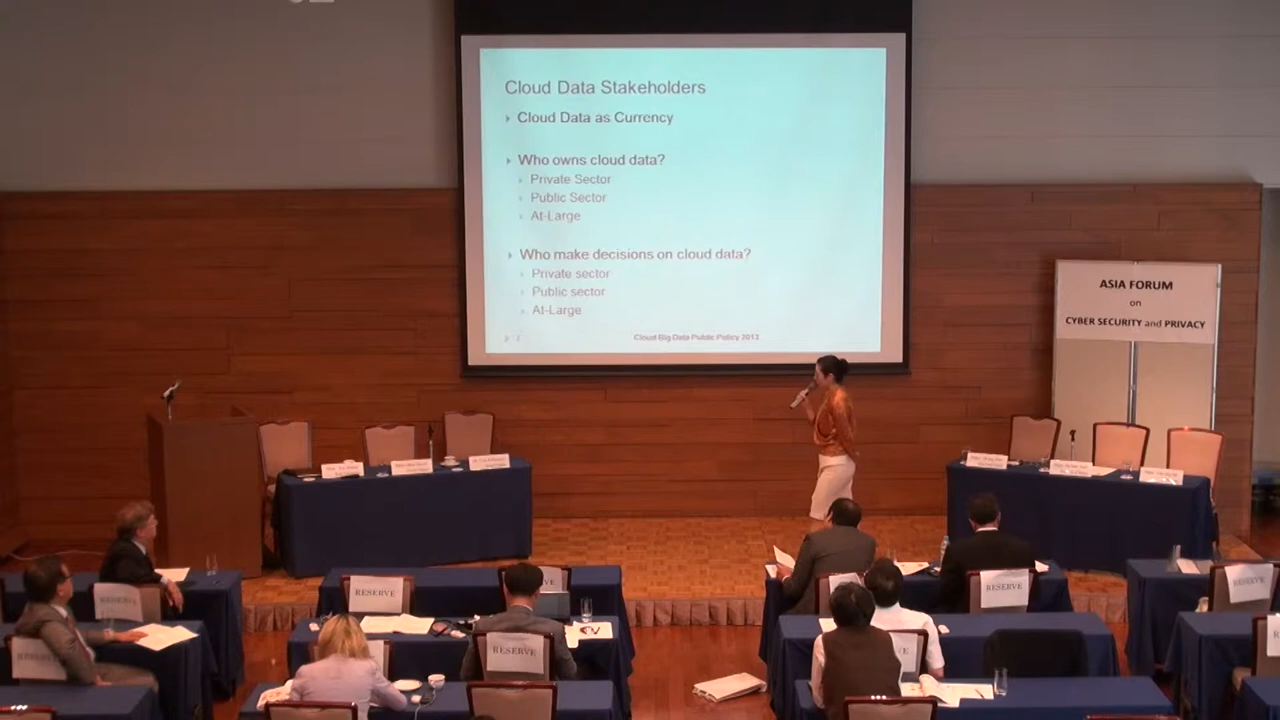 Cloud Data Stakeholders
Cloud Data as Currency
Who owns cloud data?
Private Sector
Public Sector
At-Large
Who make decisions on cloud data?
Private sector
Public sector
At-Large
Cloud Big Data Public Policy 2013
ASIA FORUM
on
CYBER SECURITY and PRIVACY
RESERVE
RESERVE
RESERVE
RESERVE
RESERVE